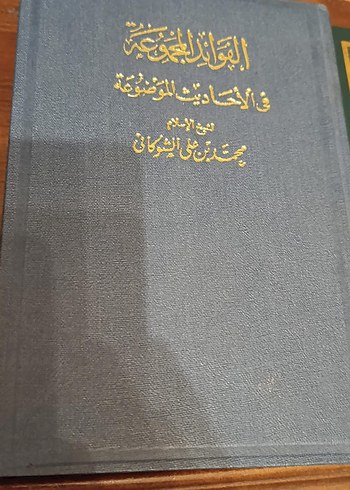 الفوائد المجموعة
في الأحاديث الموضوعة
لشيخ الإسلام
محمد بن علي الشوكاني